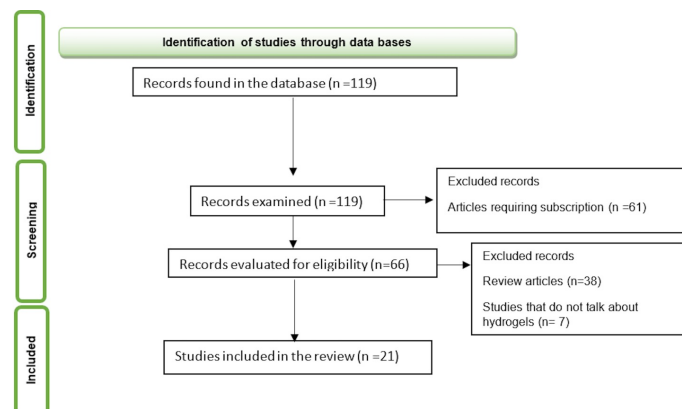 Identification of studies through data bases
Identification
Records found in the database (n =119)
Screening
Records examined (n =119)
Excluded records
Articles requiring subscription (n =61)
Records evaluated for eligibility (n=66)
Excluded records
Review articles (n=38)
Studies that do not talk about
hydrogels (n= 7)
Included
Studies included in the review (n =21)